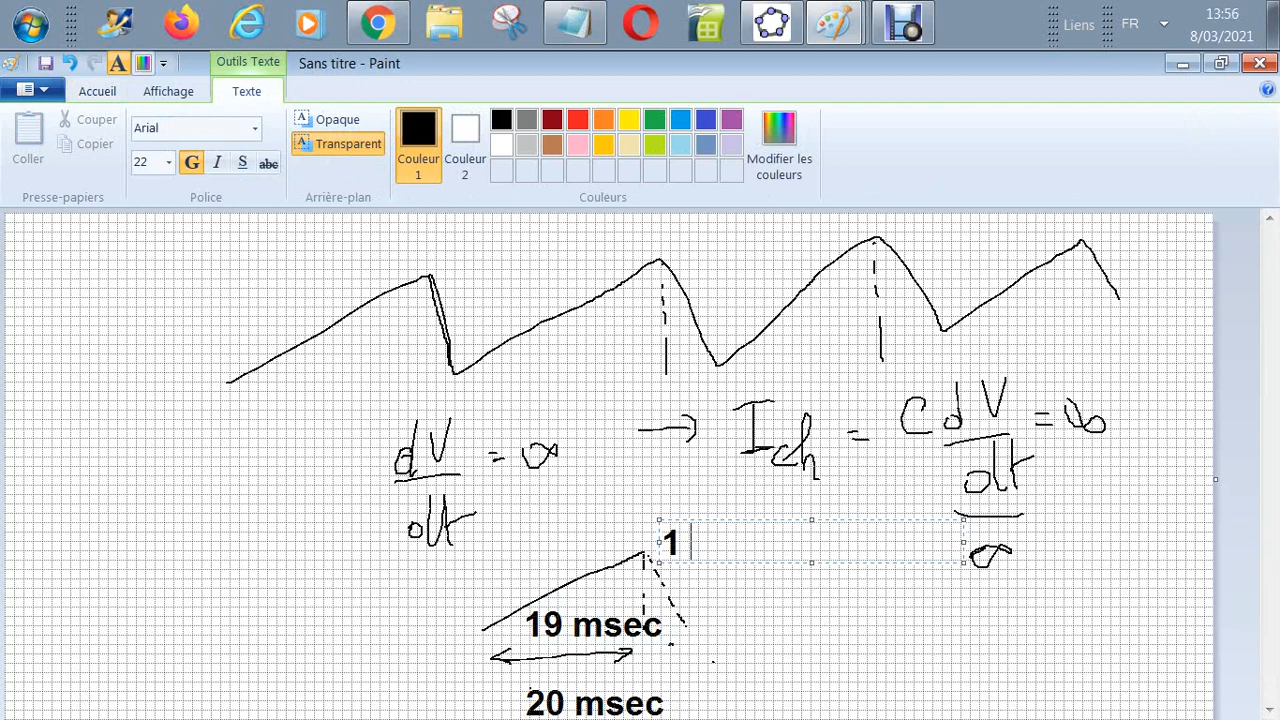 13:56
Liens FR
8/03/2021
Outils Texte Sans titre - Paint
Accueil Affichage Texte
Coller
Couper
Copier
Presse-papiers
Arial
22 G I S abc
Police
Opaque
Transparent
Arrière-plan
Couleur 1
Couleur 2
Modifier les couleurs
Couleurs
dV/dt = ∞ → Ich = C dV/dt = ∞
∞
1
19 msec
20 msec